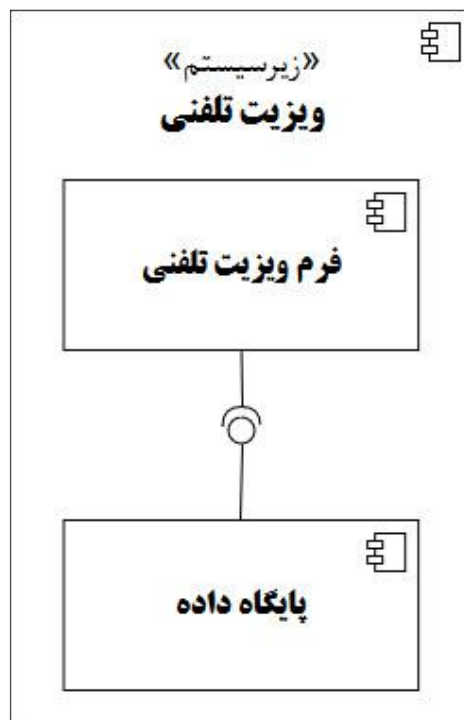 «زیرسیستم»
ویزیت تلفنی
فرم ویزیت تلفنی
پایگاه داده